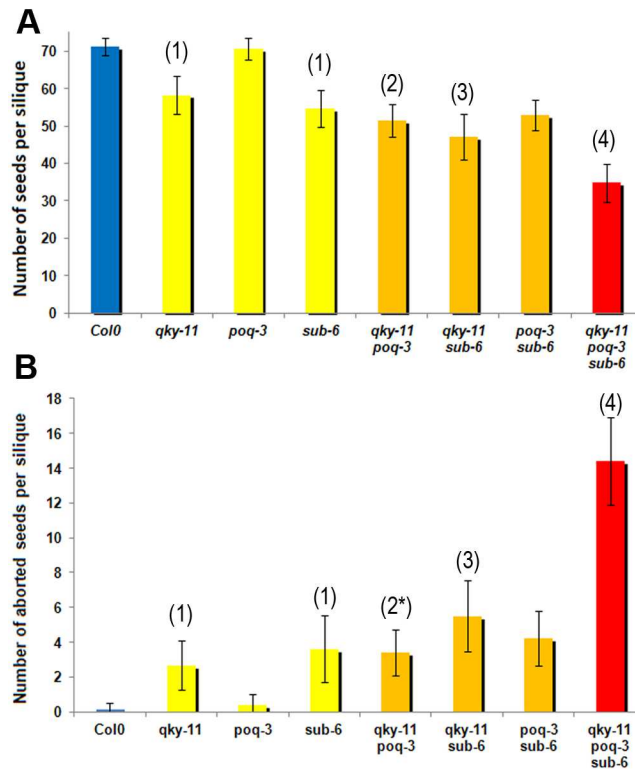 A
Number of seeds per silique
70
60
50
40
30
20
10
0
(1)
(1)
(2)
(3)
(4)
Col0
qky-11
poq-3
sub-6
qky-11
poq-3
qky-11
sub-6
poq-3
sub-6
qky-11
poq-3
sub-6
B
Number of aborted seeds per silique
18
16
14
12
10
8
6
4
2
0
(1)
(1)
(2*)
(3)
(4)
Col0
qky-11
poq-3
sub-6
qky-11
poq-3
qky-11
sub-6
poq-3
sub-6
qky-11
poq-3
sub-6